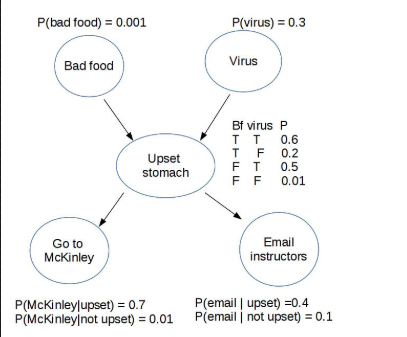 P(bad food) = 0.001
P(virus) = 0.3
Bad food
Virus
Bf virus P
T T 0.6
T F 0.2
F T 0.5
F F 0.01
Upset
stomach
Go to
McKinley
Email
instructors
P(McKinley|upset) = 0.7
P(McKinley|not upset) = 0.01
P(email | upset) =0.4
P(email | not upset) = 0.1